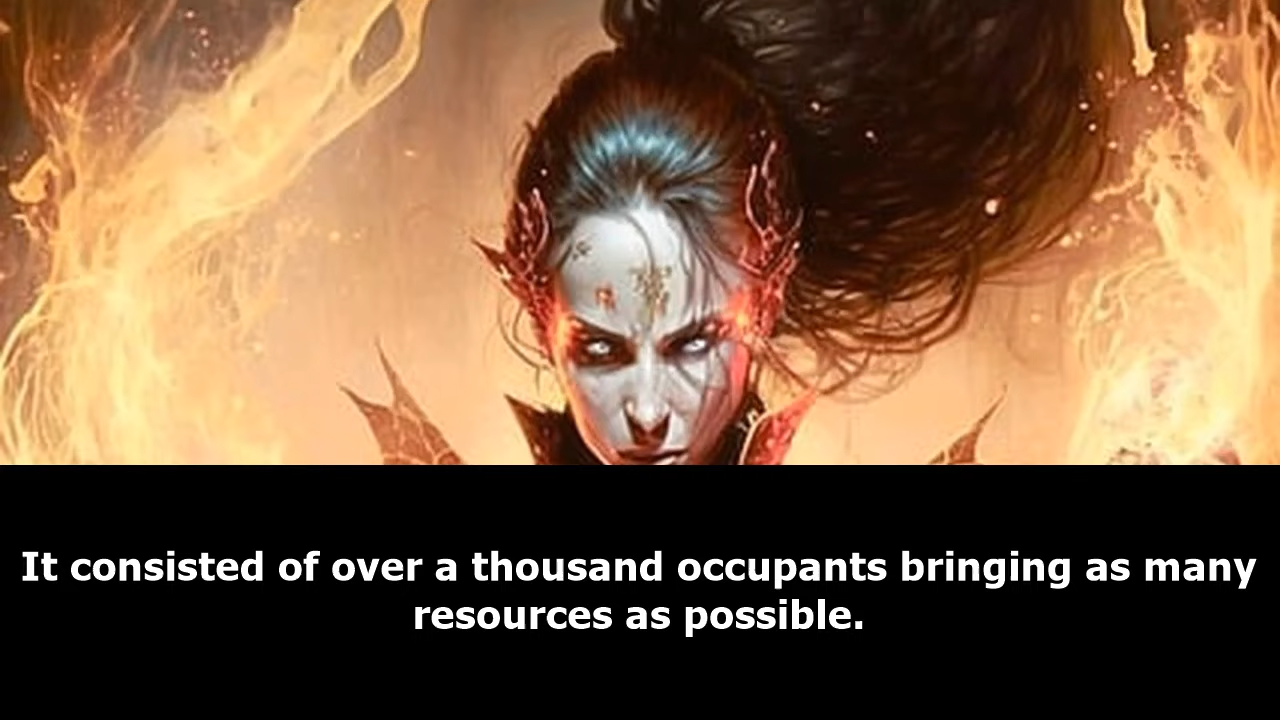 It consisted of over a thousand occupants bringing as many
resources as possible.